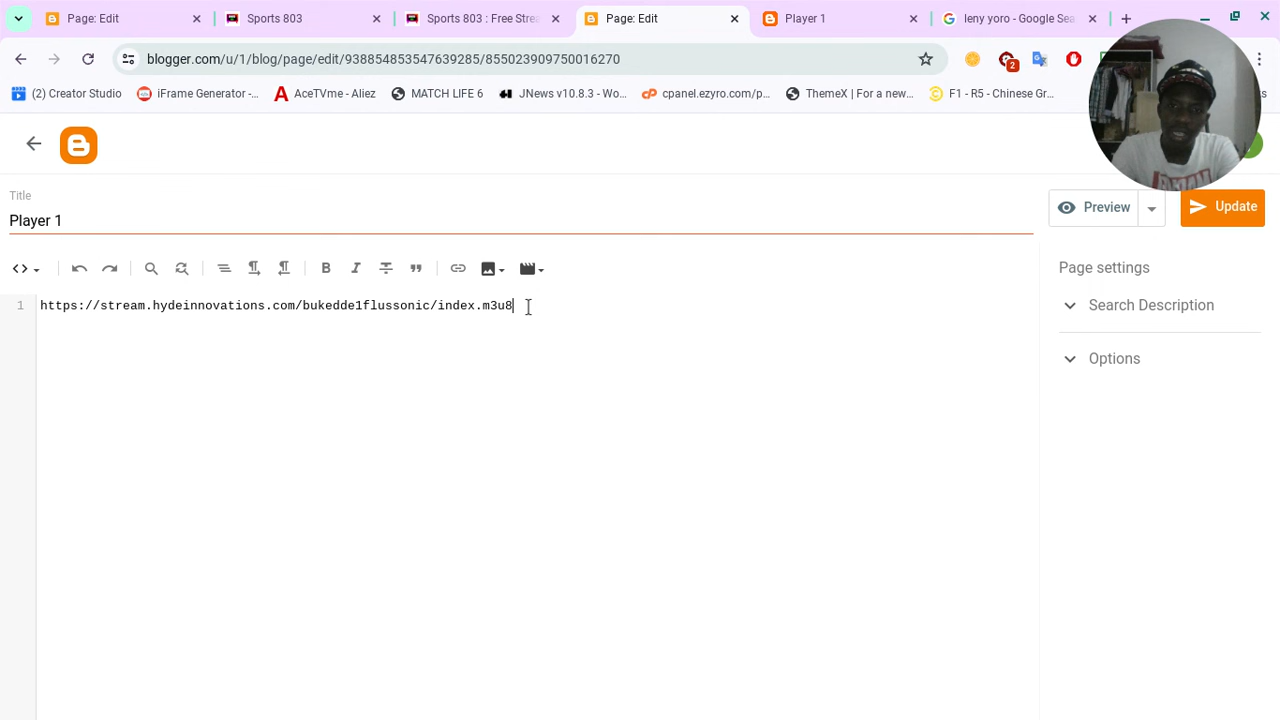 Page: Edit
Sports 803
Sports 803 : Free Stre
Page: Edit
Player 1
leny yoro - Google Sea
blogger.com/u/1/blog/page/edit/938854853547639285/855023909750016270
2
(2) Creator Studio
iFrame Generator -...
AceTVme - Aliez
MATCH LIFE 6
JNews v10.8.3 - Wo...
cpanel.ezyro.com/p...
ThemeX | For a new...
F1 - R5 - Chinese Gr...
Title
Player 1
Preview
Update
Page settings
1 https://stream.hydeinnovations.com/bukedde1flussonic/index.m3u8
Search Description
Options